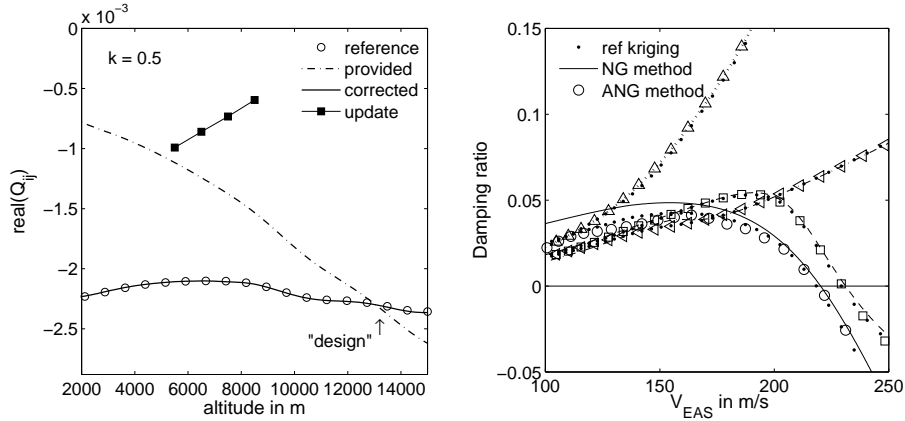 x 10⁻³
0
−0.5
−1
−1.5
−2
−2.5
k = 0.5
reference
provided
corrected
update
"design"
↑
2000 4000 6000 8000 10000 12000 14000
altitude in m
real(Q_ij)
0.15
0.10
0.05
0
−0.05
ref kriging
NG method
ANG method
100 150 200 250
V_EAS in m/s
Damping ratio